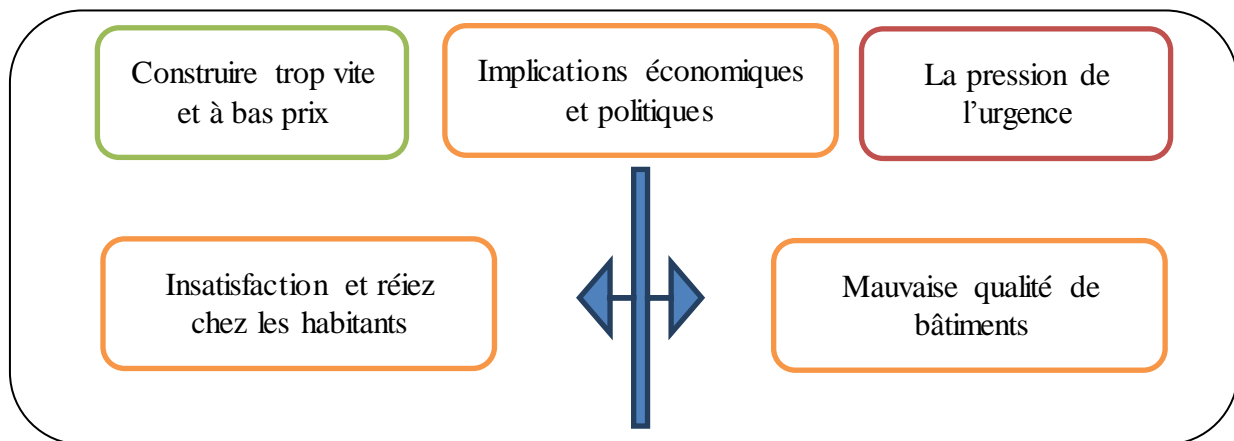 Construire trop vite
et à bas prix
Implications économiques
et politiques
La pression de
l'urgence
Insatisfaction et réiez
chez les habitants
Mauvaise qualité de
bâtiments